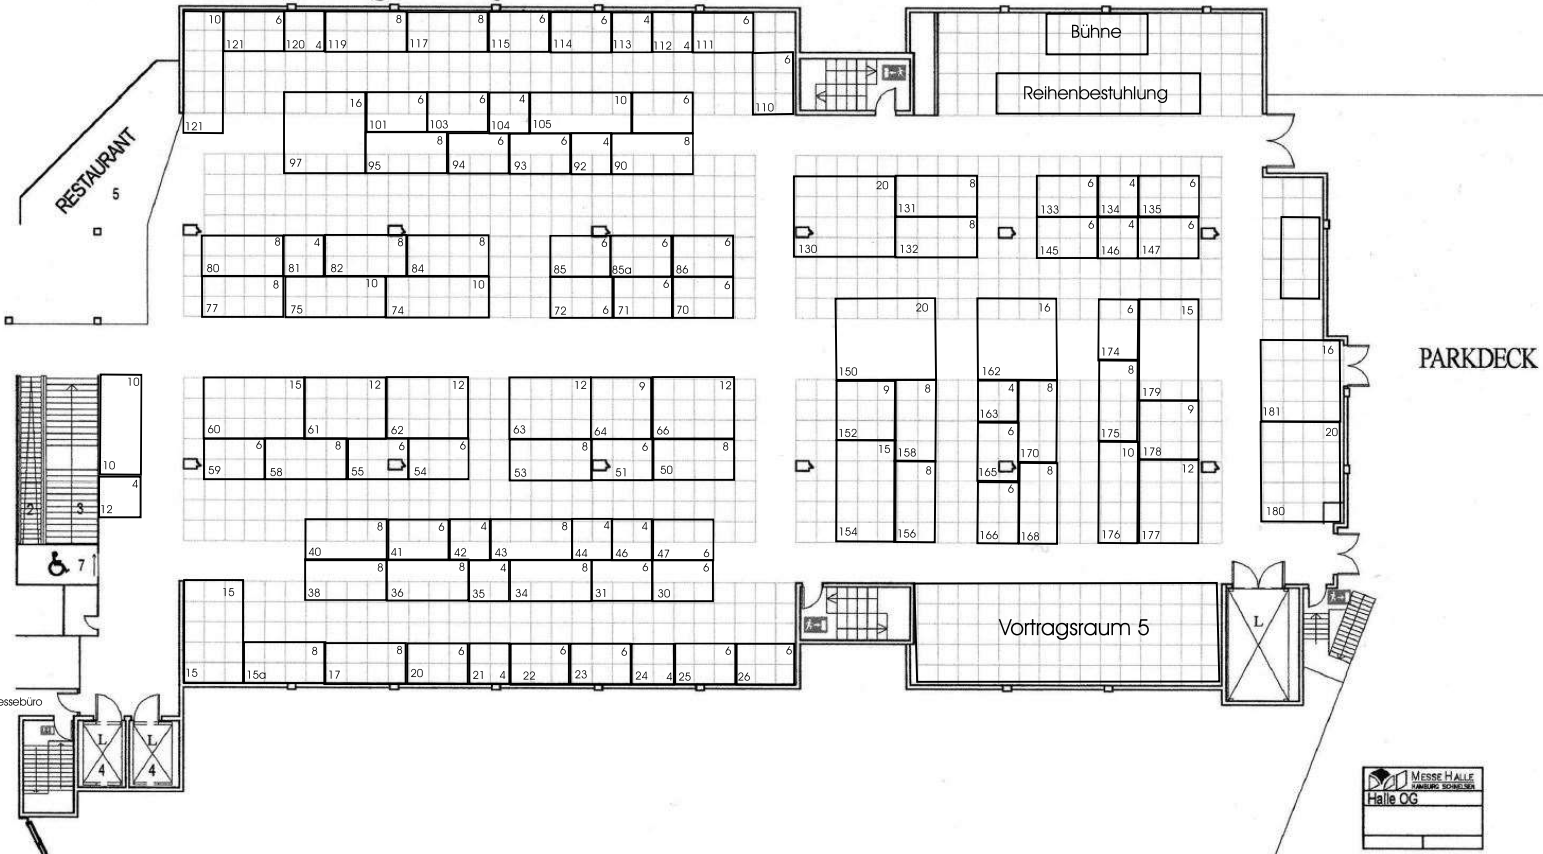 10 6 8 8 6 6 4 6
121 120 4 119 117 115 114 113 112 4 111
Bühne
6
110
Reihenbestuhlung
121
16 6 6 4 10 6
101 103 104 105
8 6 6 4 8
97 95 94 93 92 90
RESTAURANT
5
20 8 6 4 6
131 133 134 135
8 6 4 6
130 132 145 146 147
8 4 8 8 6 6 6
80 81 82 84 85 85a 86
8 10 10 6 6
77 75 74 72 6 71 70
20 16 6 15
174
150 162 8 179
16
181
PARKDECK
10
10
4
12
15 12 12 12 9 12
60 61 62 63 64 66
6 8 6 6 8 6 8
59 58 55 54 53 51 50
9 8 4 8 9
152 163 175 178
15 158 6 170 10 12
165
8 6 8
154 156 166 168 176 177
20
180
2 3
7
8 6 4 8 4 4
40 41 42 43 44 46 47 6
8 8 4 8 6 6
38 36 35 34 31 30
15
8 8 6 6 6 6 6
15 15a 17 20 21 4 22 23 24 4 25 26
Vortragsraum 5
L
essebüro
L L
4 4
MESSE HALLE
HAMBURG SCHNELSEN
Halle OG